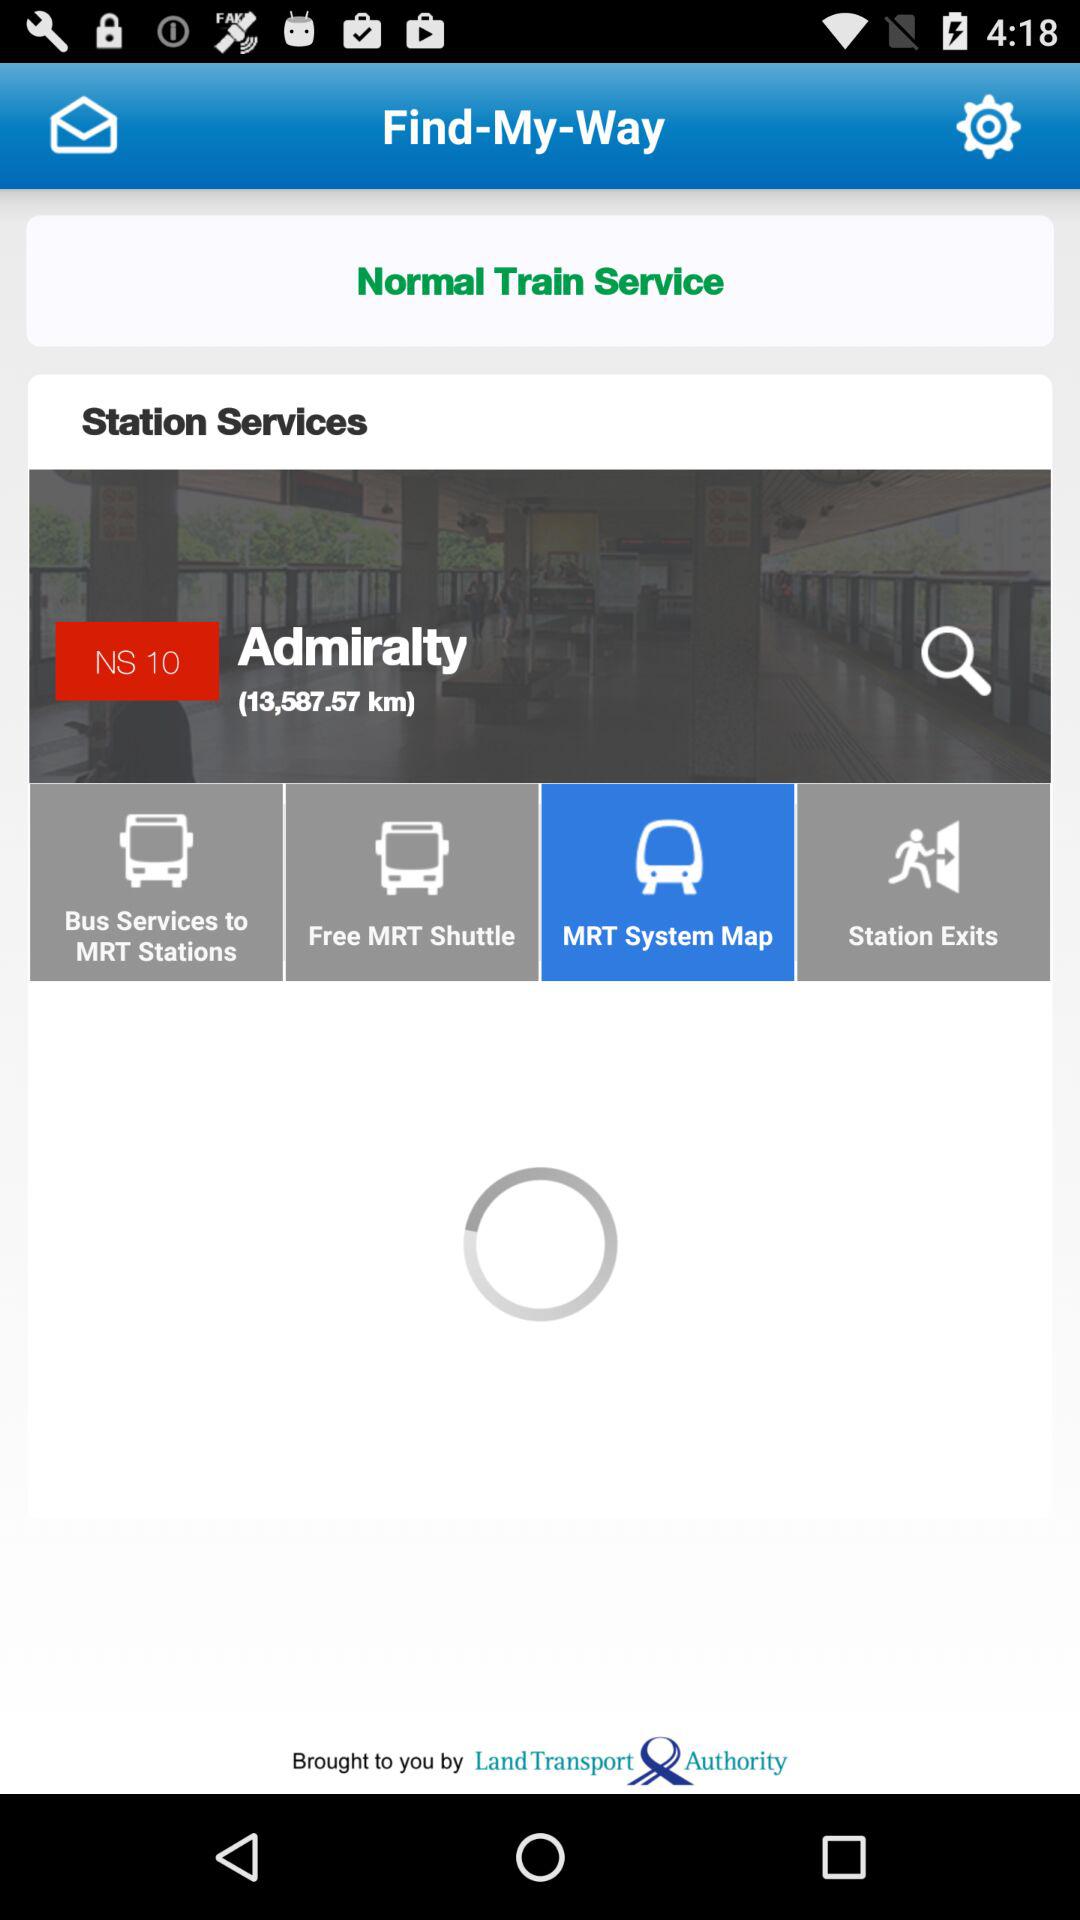 FAKE
4:18
Find-My-Way
Normal Train Service
Station Services
NS 10
Admiralty
(13,587.57 km)
Bus Services to
MRT Stations
Free MRT Shuttle
MRT System Map
Station Exits
Brought to you by Land Transport Authority